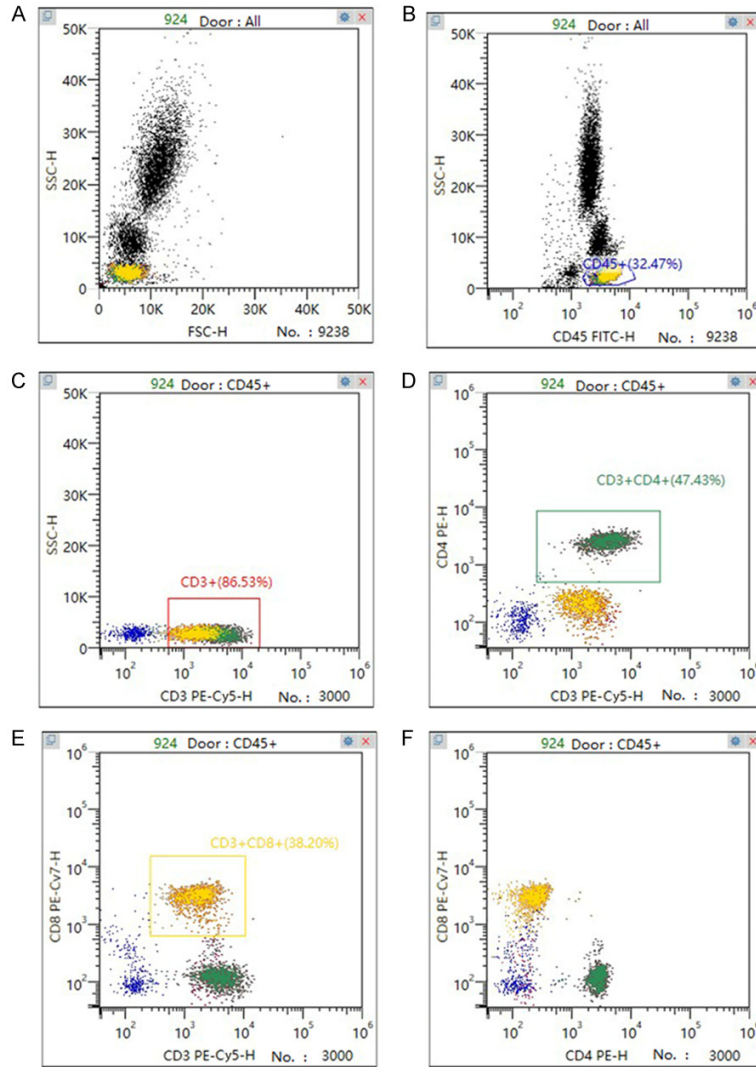 A
924 Door : All
50K
40K
30K
20K
10K
0
SSC-H
0 10K 20K 30K 40K 50K
FSC-H No. : 9238
B
924 Door : All
50K
40K
30K
20K
10K
0
SSC-H
CD45+(32.47%)
10² 10³ 10⁴ 10⁵ 10⁶
CD45 FITC-H No. : 9238
C
924 Door : CD45+
50K
40K
30K
20K
10K
0
SSC-H
CD3+(86.53%)
10² 10³ 10⁴ 10⁵ 10⁶
CD3 PE-Cy5-H No. : 3000
D
924 Door : CD45+
10⁶
10⁵
10⁴
10³
10²
CD4 PE-H
CD3+CD4+(47.43%)
10² 10³ 10⁴ 10⁵ 10⁶
CD3 PE-Cy5-H No. : 3000
E
924 Door : CD45+
10⁶
10⁵
10⁴
10³
10²
CD8 PE-Cy7-H
CD3+CD8+(38.20%)
10² 10³ 10⁴ 10⁵ 10⁶
CD3 PE-Cy5-H No. : 3000
F
924 Door : CD45+
10⁶
10⁵
10⁴
10³
10²
CD8 PE-Cy7-H
10² 10³ 10⁴ 10⁵ 10⁶
CD4 PE-H No. : 3000